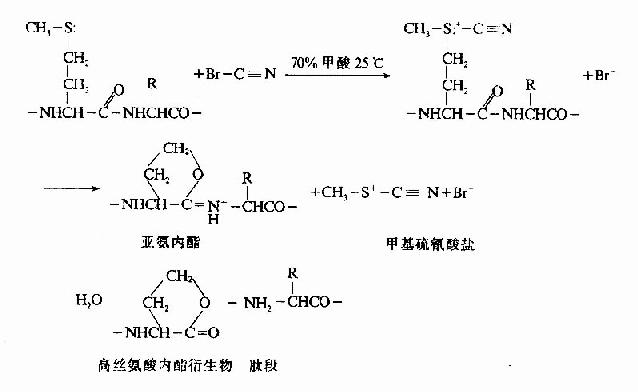 CH₃-S: CH₃-S:⁺-C≡N
CH₂ CH₂
CH₂ O R +Br-C≡N 70% 甲酸 25℃ CH₂ O R +Br⁻
-NHCH-C-NHCHCO- -NHCH-C-NHCHCO-
CH₂
CH₂ O R
-NHCH-C=N⁺-CHCO- +CH₃-S⁺-C≡N+Br⁻
H
亚氨内酯 甲基硫氰酸盐
CH₂ R
H₂O CH₂ O -NH₂-CHCO-
-NHCH-C=O
高丝氨酸内酯衍生物 肽段